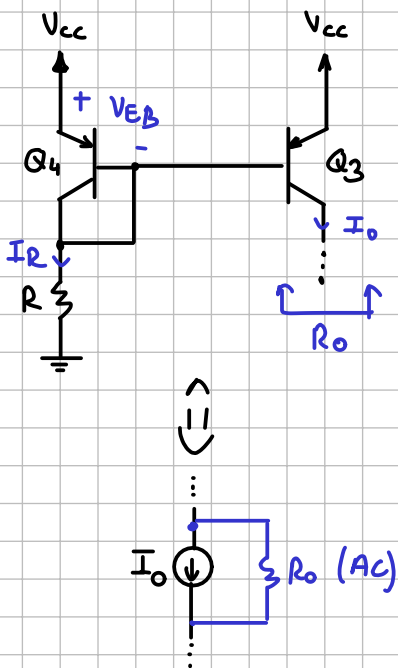 Vcc
Vcc
+ VEB -
Q4
Q3
IR
Io
R
Ro
Io
Ro (AC)